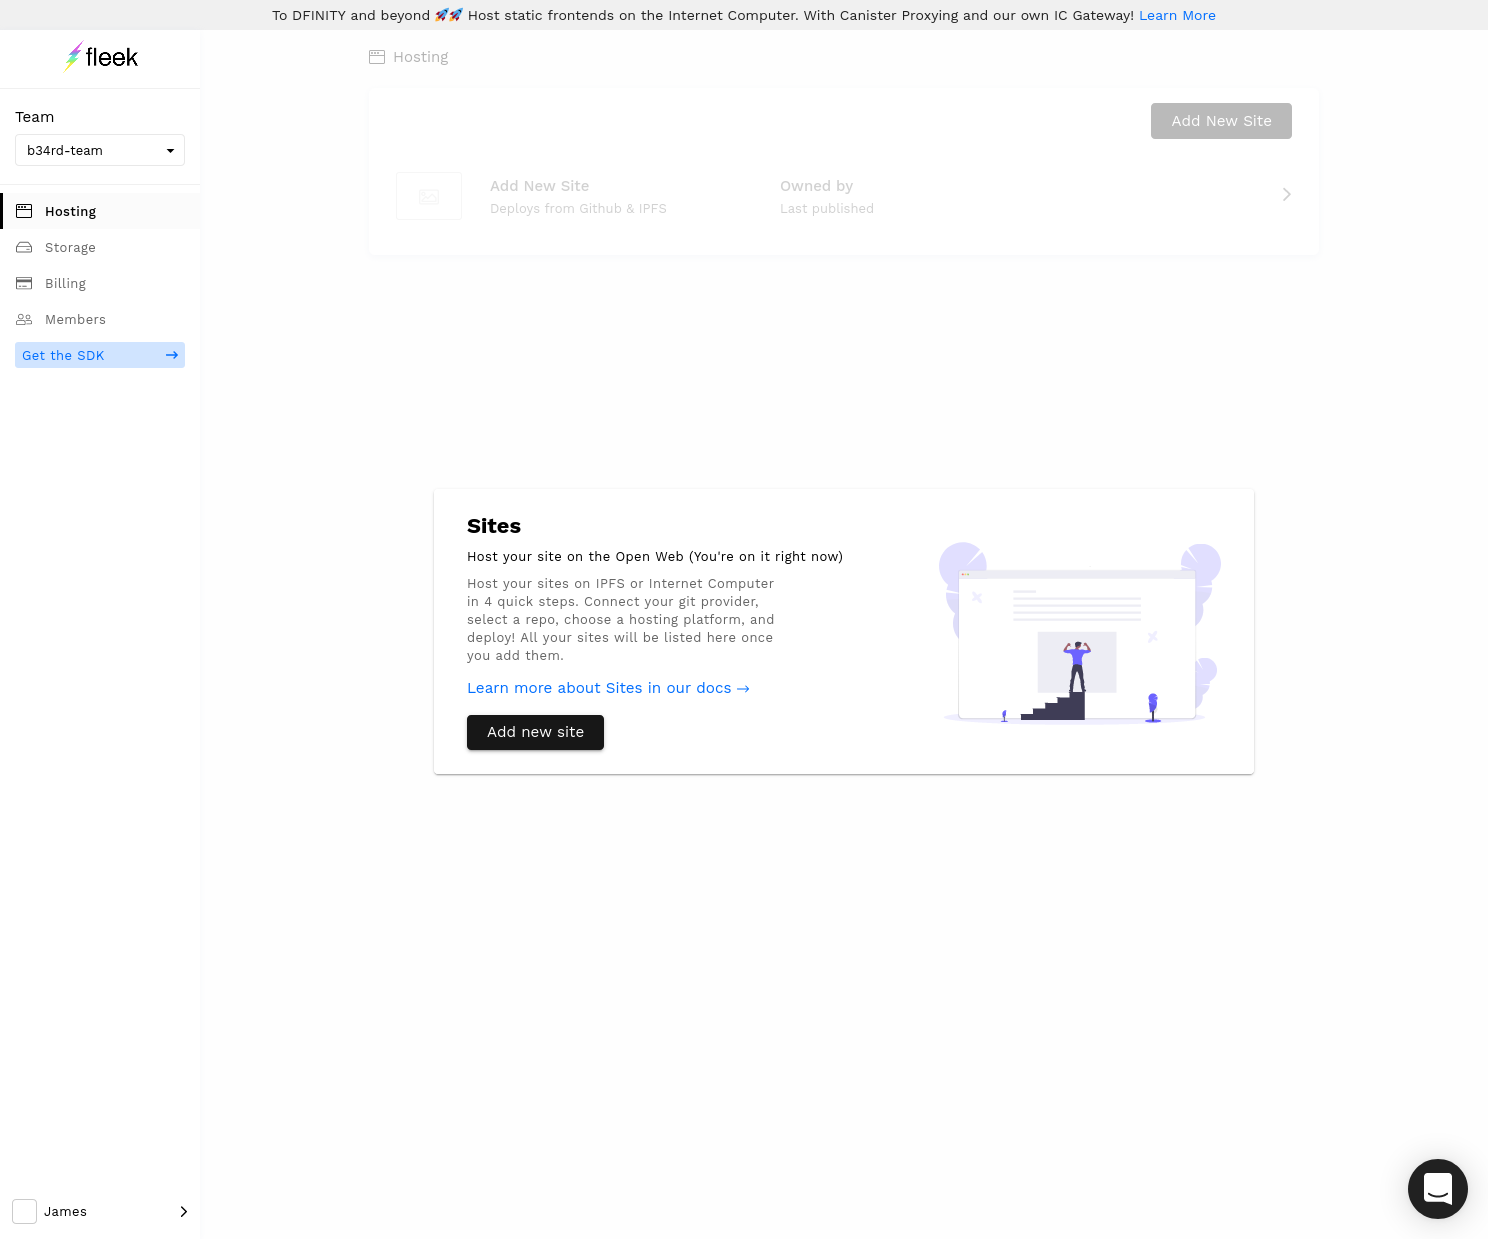 To DFINITY and beyond 🚀🚀 Host static frontends on the Internet Computer. With Canister Proxying and our own IC Gateway! Learn More
fleek
Team
b34rd-team
Hosting
Storage
Billing
Members
Get the SDK →
James
Hosting
Add New Site
Add New Site
Deploys from Github & IPFS
Owned by
Last published
Sites
Host your site on the Open Web (You're on it right now)
Host your sites on IPFS or Internet Computer
in 4 quick steps. Connect your git provider,
select a repo, choose a hosting platform, and
deploy! All your sites will be listed here once
you add them.
Learn more about Sites in our docs →
Add new site